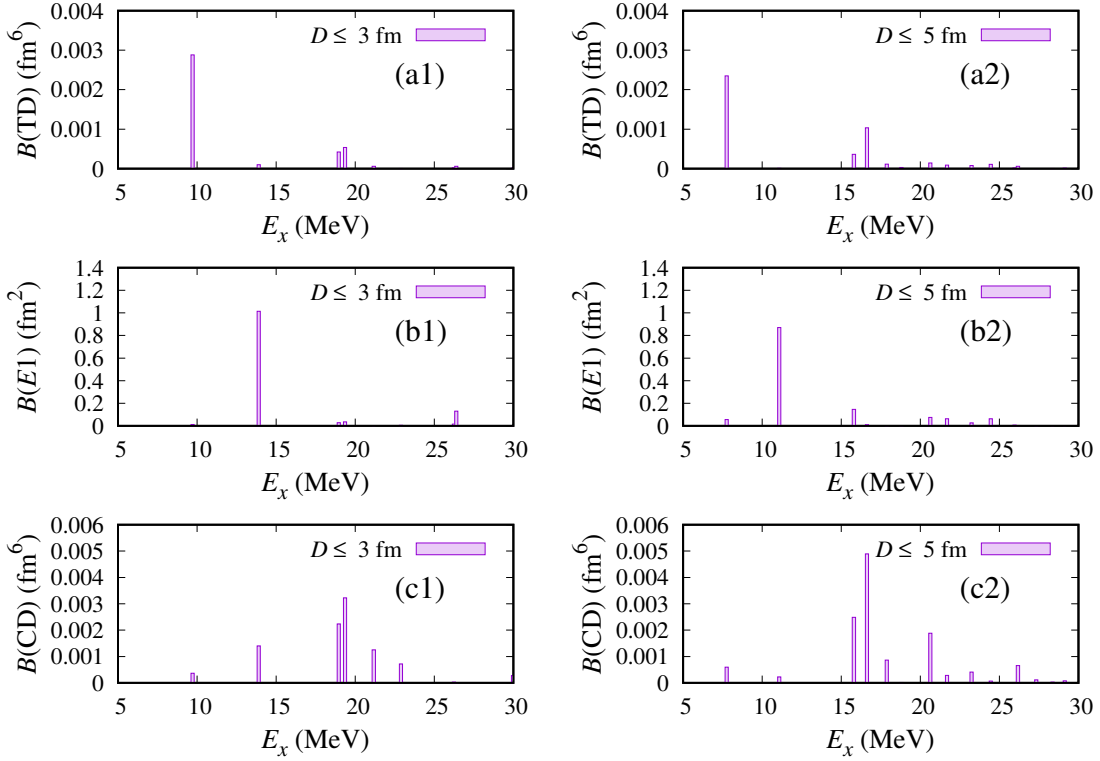 B(TD) (fm⁶)
0.004
0.003
0.002
0.001
0
D ≤ 3 fm
(a1)
5 10 15 20 25 30
Eₓ (MeV)
B(TD) (fm⁶)
0.004
0.003
0.002
0.001
0
D ≤ 5 fm
(a2)
5 10 15 20 25 30
Eₓ (MeV)
B(E1) (fm²)
1.4
1.2
1
0.8
0.6
0.4
0.2
0
D ≤ 3 fm
(b1)
5 10 15 20 25 30
Eₓ (MeV)
B(E1) (fm²)
1.4
1.2
1
0.8
0.6
0.4
0.2
0
D ≤ 5 fm
(b2)
5 10 15 20 25 30
Eₓ (MeV)
B(CD) (fm⁶)
0.006
0.005
0.004
0.003
0.002
0.001
0
D ≤ 3 fm
(c1)
5 10 15 20 25 30
Eₓ (MeV)
B(CD) (fm⁶)
0.006
0.005
0.004
0.003
0.002
0.001
0
D ≤ 5 fm
(c2)
5 10 15 20 25 30
Eₓ (MeV)